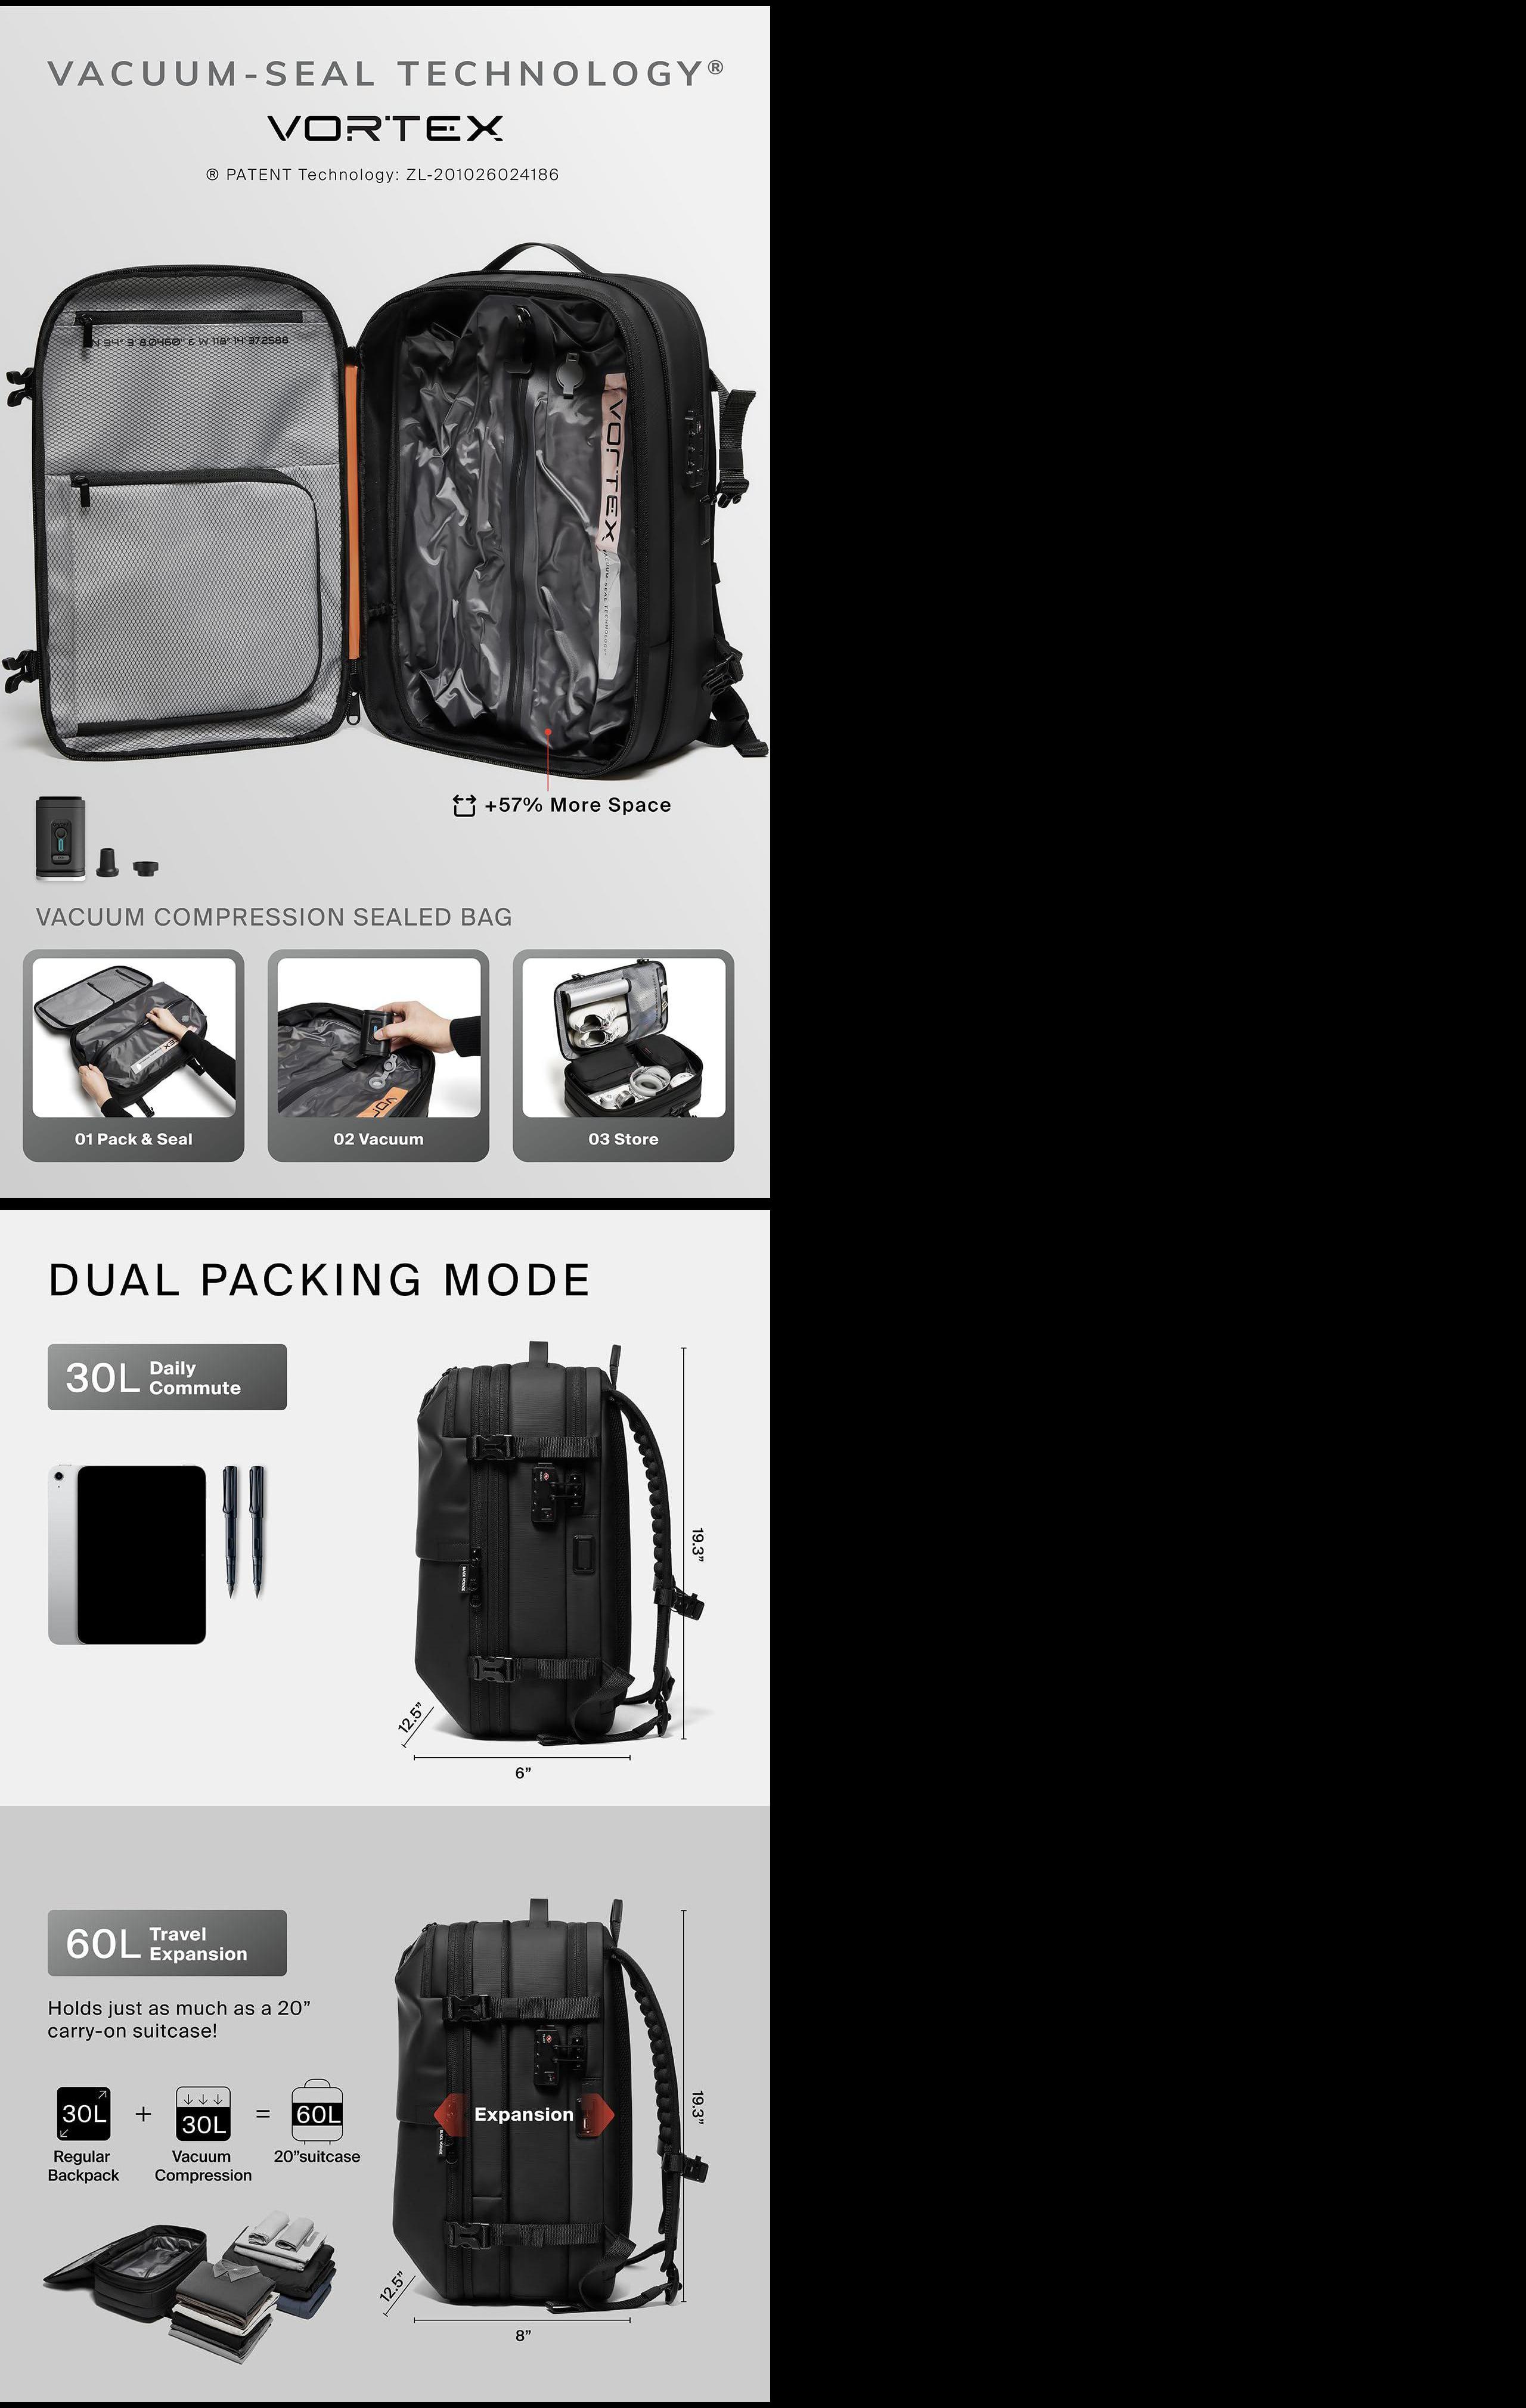 VACUUM-SEAL TECHNOLOGY®
VORTEX
® PATENT Technology: ZL-201026024186
N 34° 3' 8.0460" & W 118° 14' 37.2588
VORTEX
VACUUM-SEAL TECHNOLOGY®
+57% More Space
VACUUM COMPRESSION SEALED BAG
01 Pack & Seal
02 Vacuum
03 Store
DUAL PACKING MODE
30L Daily
Commute
19.3”
12.5”
6”
60L Travel
Expansion
Holds just as much as a 20”
carry-on suitcase!
30L + 30L = 60L
Regular
Backpack
Vacuum
Compression
20”suitcase
Expansion
19.3”
12.5”
8”